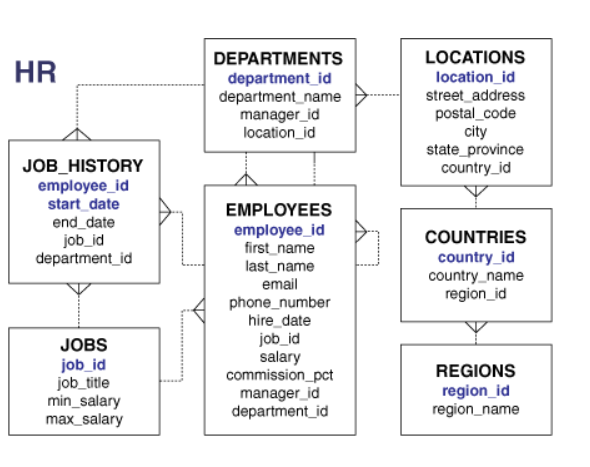 HR
DEPARTMENTS
department_id
department_name
manager_id
location_id
LOCATIONS
location_id
street_address
postal_code
city
state_province
country_id
JOB_HISTORY
employee_id
start_date
end_date
job_id
department_id
EMPLOYEES
employee_id
first_name
last_name
email
phone_number
hire_date
job_id
salary
commission_pct
manager_id
department_id
COUNTRIES
country_id
country_name
region_id
JOBS
job_id
job_title
min_salary
max_salary
REGIONS
region_id
region_name